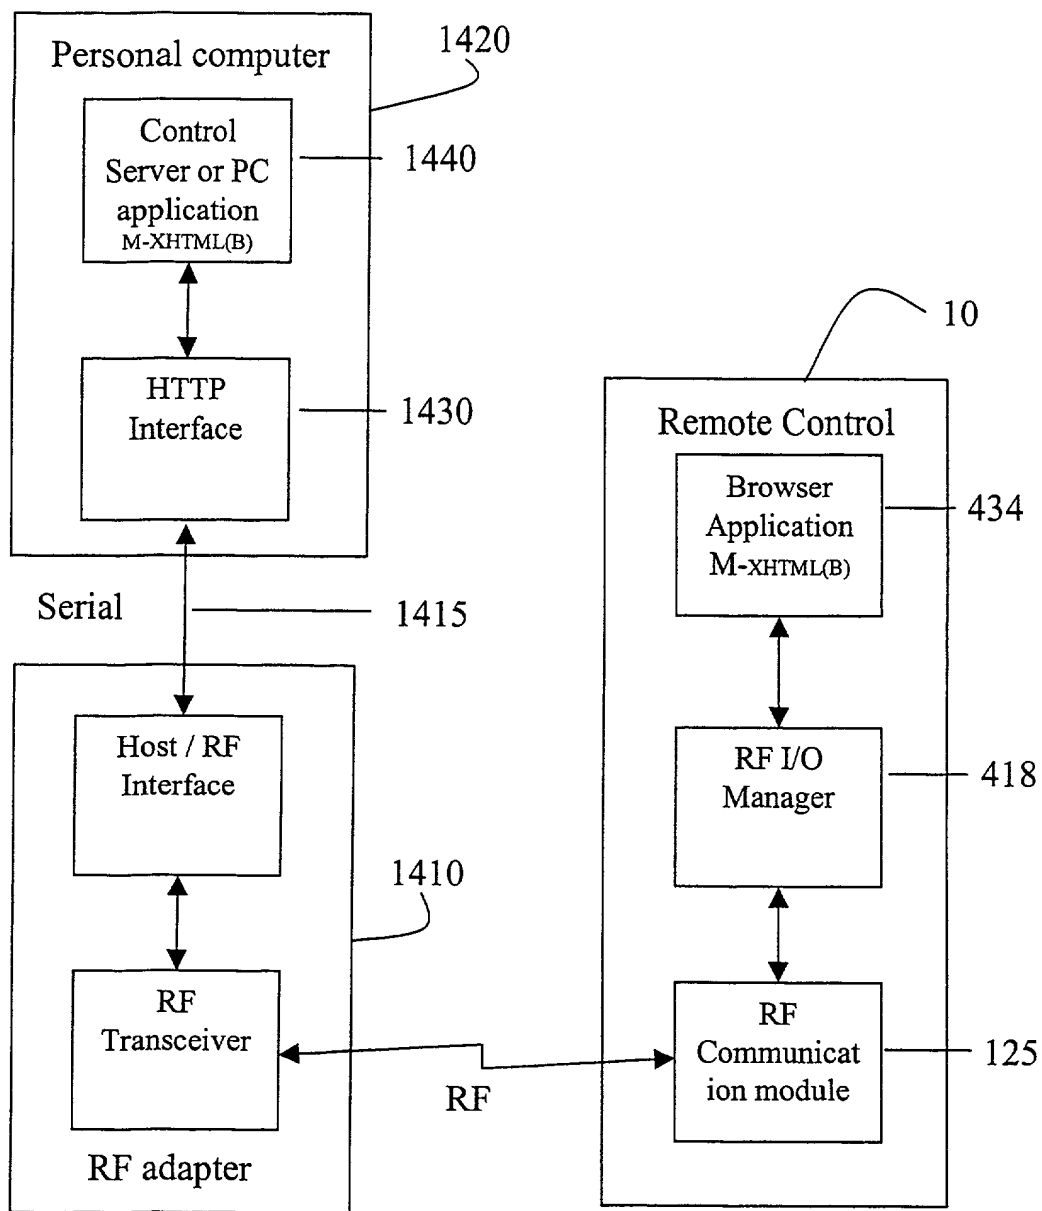 Personal computer
1420
Control
Server or PC
application
M-XHTML(B)
1440
HTTP
Interface
1430
Serial
1415
Host / RF
Interface
1410
RF
Transceiver
RF adapter
RF
10
Remote Control
Browser
Application
M-XHTML(B)
434
RF I/O
Manager
418
RF
Communicat
ion module
125